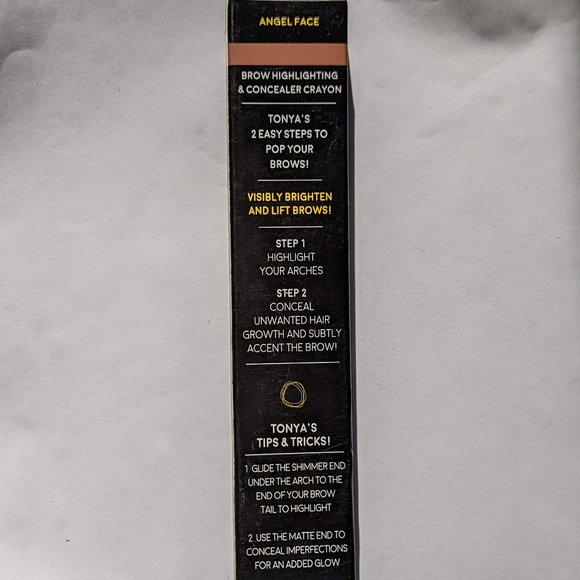 ANGEL FACE
BROW HIGHLIGHTING
& CONCEALER CRAYON
TONYA'S
2 EASY STEPS TO
POP YOUR
BROWS!
VISIBLY BRIGHTEN
AND LIFT BROWS!
STEP 1
HIGHLIGHT
YOUR ARCHES
STEP 2
CONCEAL
UNWANTED HAIR
GROWTH AND SUBTLY
ACCENT THE BROW!
TONYA'S
TIPS & TRICKS!
1. GLIDE THE SHIMMER END
UNDER THE ARCH TO THE
END OF YOUR BROW
TAIL TO HIGHLIGHT
2. USE THE MATTE END TO
CONCEAL IMPERFECTIONS
FOR AN ADDED GLOW